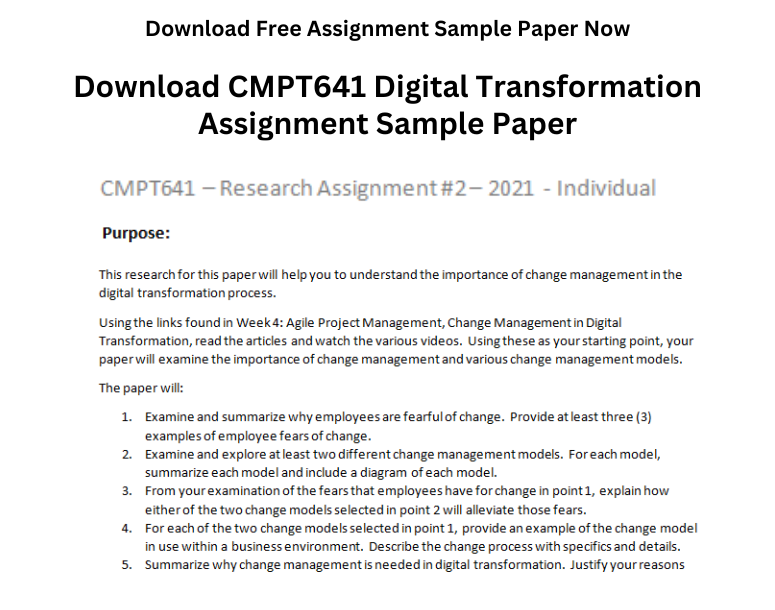 Download Free Assignment Sample Paper Now
Download CMPT641 Digital Transformation
Assignment Sample Paper
CMPT641 – Research Assignment #2 – 2021 - Individual
Purpose:
This research for this paper will help you to understand the importance of change management in the
digital transformation process.
Using the links found in Week 4: Agile Project Management, Change Management in Digital
Transformation, read the articles and watch the various videos. Using these as your starting point, your
paper will examine the importance of change management and various change management models.
The paper will:
1. Examine and summarize why employees are fearful of change. Provide at least three (3)
examples of employee fears of change.
2. Examine and explore at least two different change management models. For each model,
summarize each model and include a diagram of each model.
3. From your examination of the fears that employees have for change in point 1, explain how
either of the two change models selected in point 2 will alleviate those fears.
4. For each of the two change models selected in point 1, provide an example of the change model
in use within a business environment. Describe the change process with specifics and details.
5. Summarize why change management is needed in digital transformation. Justify your reasons